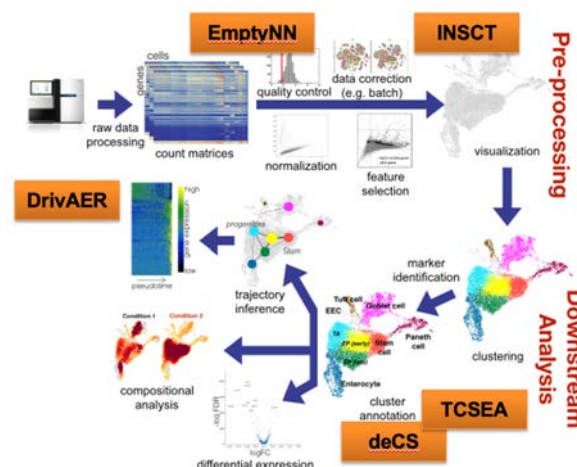 EmptyNN
INSCT
cells
genes
quality control
data correction
(e.g. batch)
raw data
processing
count matrices
normalization
feature
selection
visualization
Pre-processing
DrivAER
high
gene expression
low
pseudotime
progenitors
Stem
trajectory
inference
marker
identification
clustering
Downstream
Analysis
Tuft cell
EEC
Goblet cell
TA
EP (early)
Stem
cell
Paneth
cell
Enterocyte
cluster
annotation
TCSEA
deCS
Condition 1
Condition 2
compositional
analysis
-log FDR
logFC
differential expression